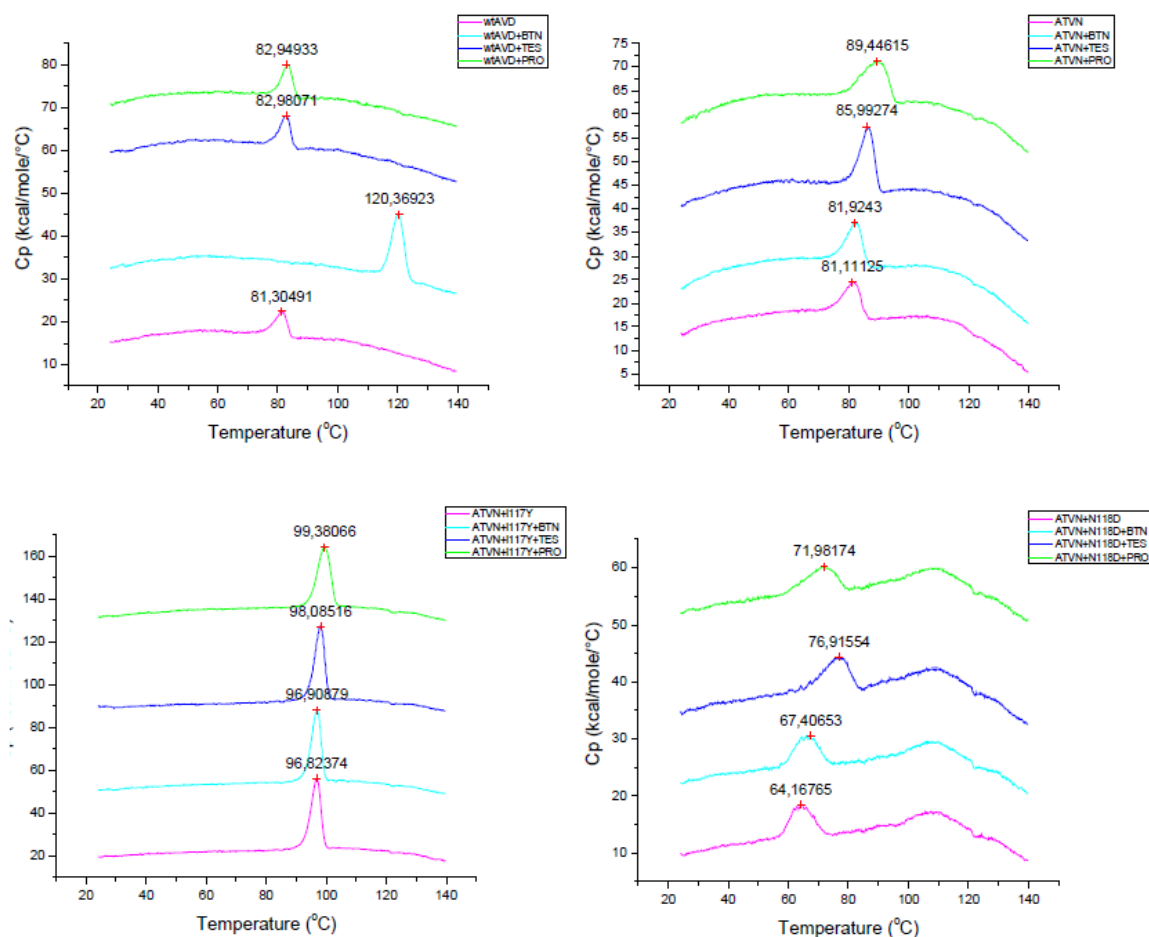 wtAVD
wtAVD+BTN
wtAVD+TES
wtAVD+PRO
82,94933
82,98071
120,36923
81,30491
80
70
60
50
40
30
20
10
Cp (kcal/mole/°C)
20 40 60 80 100 120 140
Temperature (°C)
ATVN
ATVN+BTN
ATVN+TES
ATVN+PRO
89,44615
85,99274
81,9243
81,11125
75
70
65
60
55
50
45
40
35
30
25
20
15
10
5
Cp (kcal/mole/°C)
20 40 60 80 100 120 140
Temperature (°C)
ATVN+I117Y
ATVN+I117Y+BTN
ATVN+I117Y+TES
ATVN+I117Y+PRO
99,38066
98,08516
96,90879
96,82374
160
140
120
100
80
60
40
20
20 40 60 80 100 120 140
Temperature (°C)
ATVN+N118D
ATVN+N118D+BTN
ATVN+N118D+TES
ATVN+N118D+PRO
71,98174
76,91554
67,40653
64,16765
60
50
40
30
20
10
Cp (kcal/mole/°C)
20 40 60 80 100 120 140
Temperature (°C)